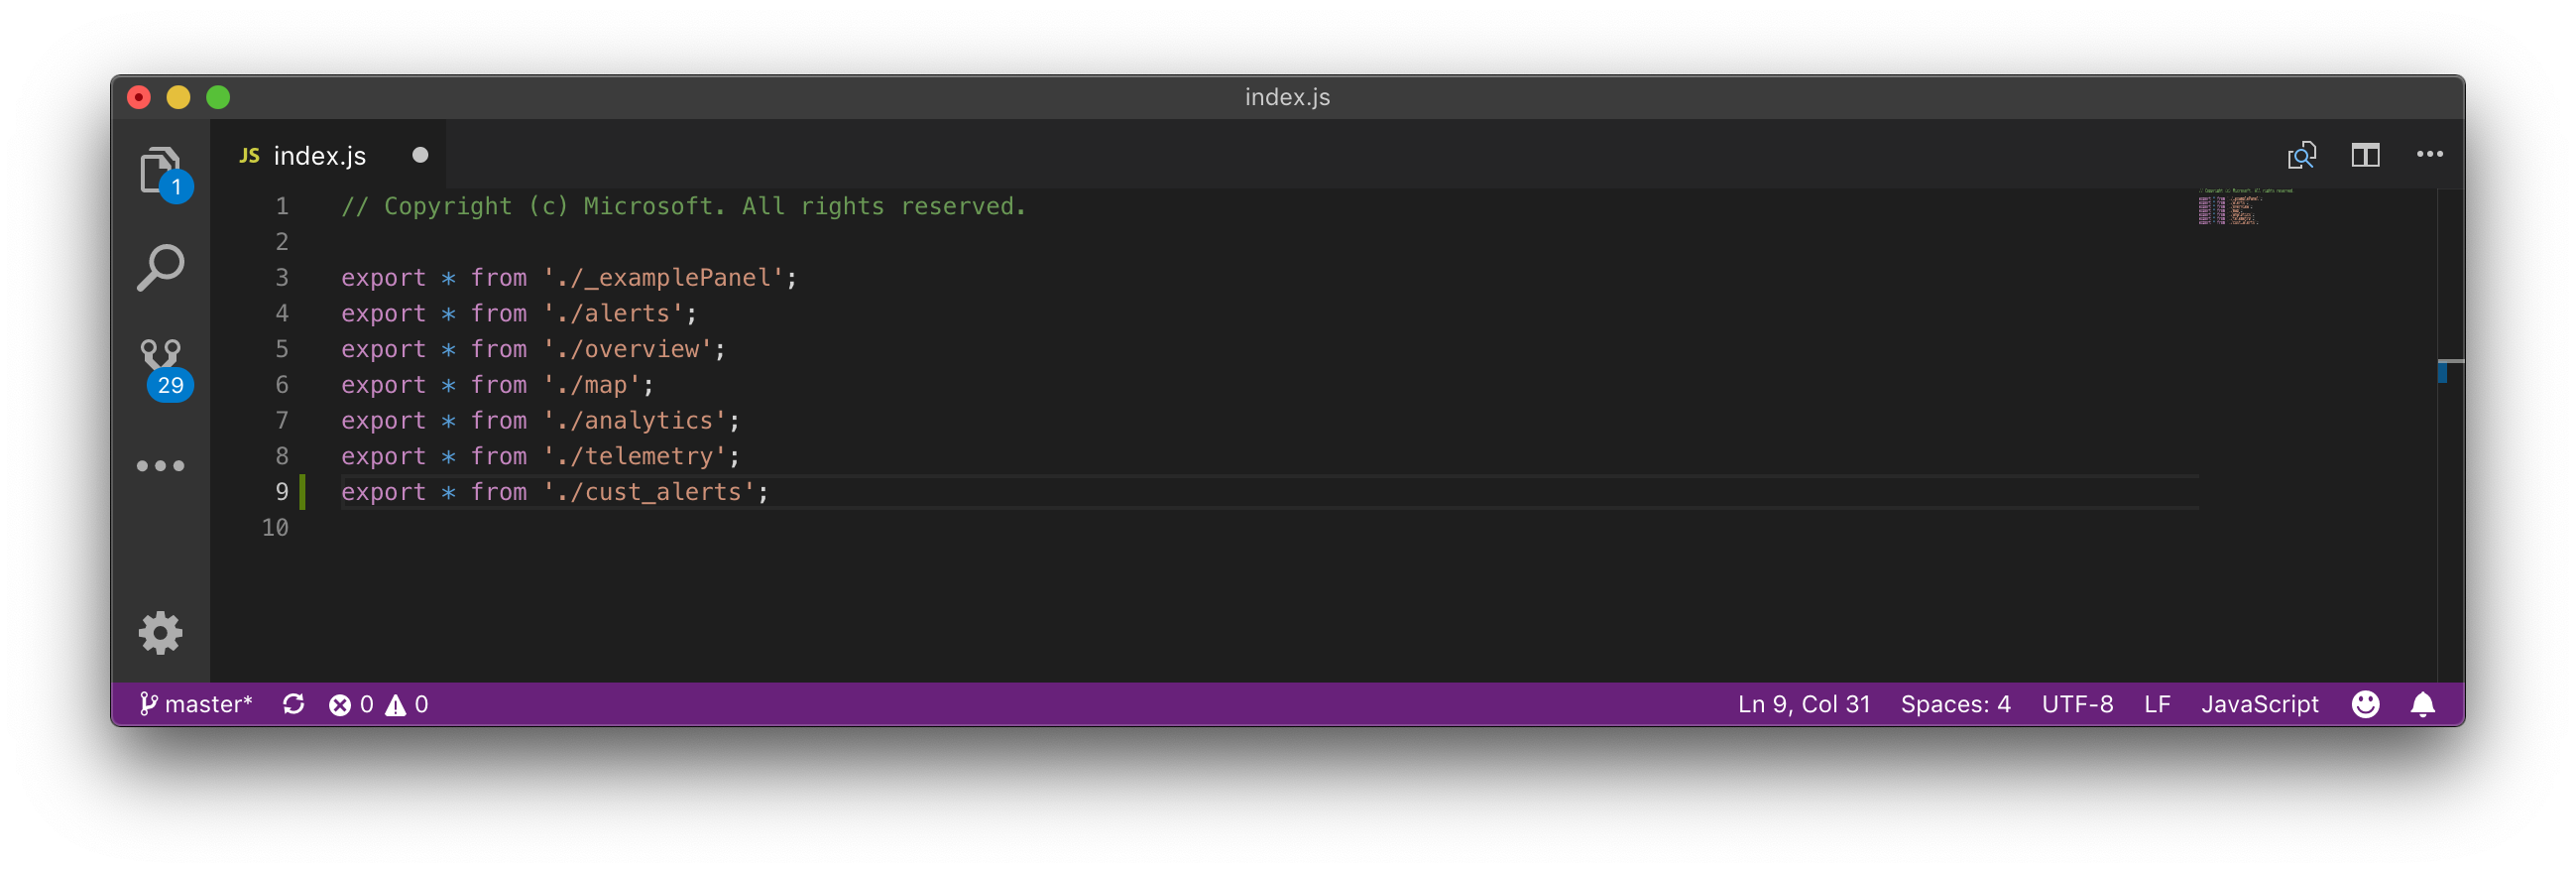 index.js
JS index.js
1
1 // Copyright (c) Microsoft. All rights reserved.
2
3 export * from './_examplePanel';
4 export * from './alerts';
5 export * from './overview';
6 export * from './map';
29
7 export * from './analytics';
8 export * from './telemetry';
9 export * from './cust_alerts';
10
master* 0 0 Ln 9, Col 31 Spaces: 4 UTF-8 LF JavaScript